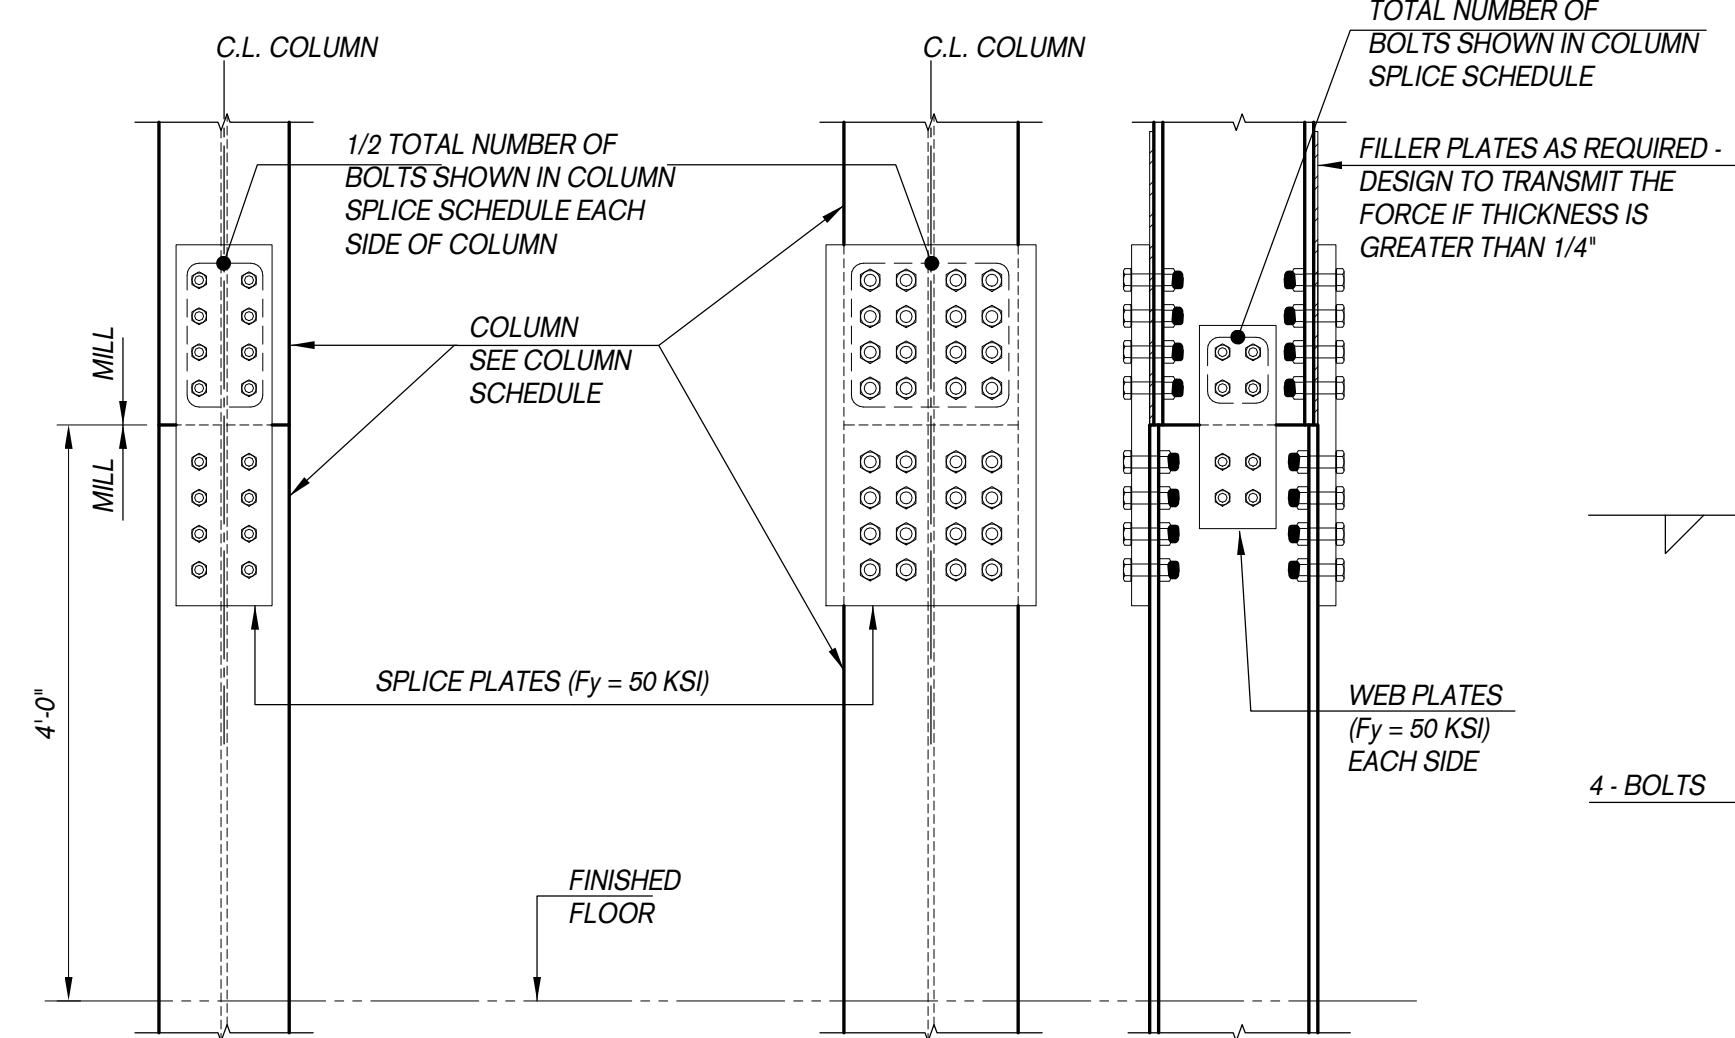 C.L. COLUMN
1/2 TOTAL NUMBER OF
BOLTS SHOWN IN COLUMN
SPLICE SCHEDULE EACH
SIDE OF COLUMN
MILL
MILL
COLUMN
SEE COLUMN
SCHEDULE
4'-0"
SPLICE PLATES (Fy = 50 KSI)
FINISHED
FLOOR
C.L. COLUMN
TOTAL NUMBER OF
BOLTS SHOWN IN COLUMN
SPLICE SCHEDULE
FILLER PLATES AS REQUIRED -
DESIGN TO TRANSMIT THE
FORCE IF THICKNESS IS
GREATER THAN 1/4"
WEB PLATES
(Fy = 50 KSI)
EACH SIDE
4 - BOLTS